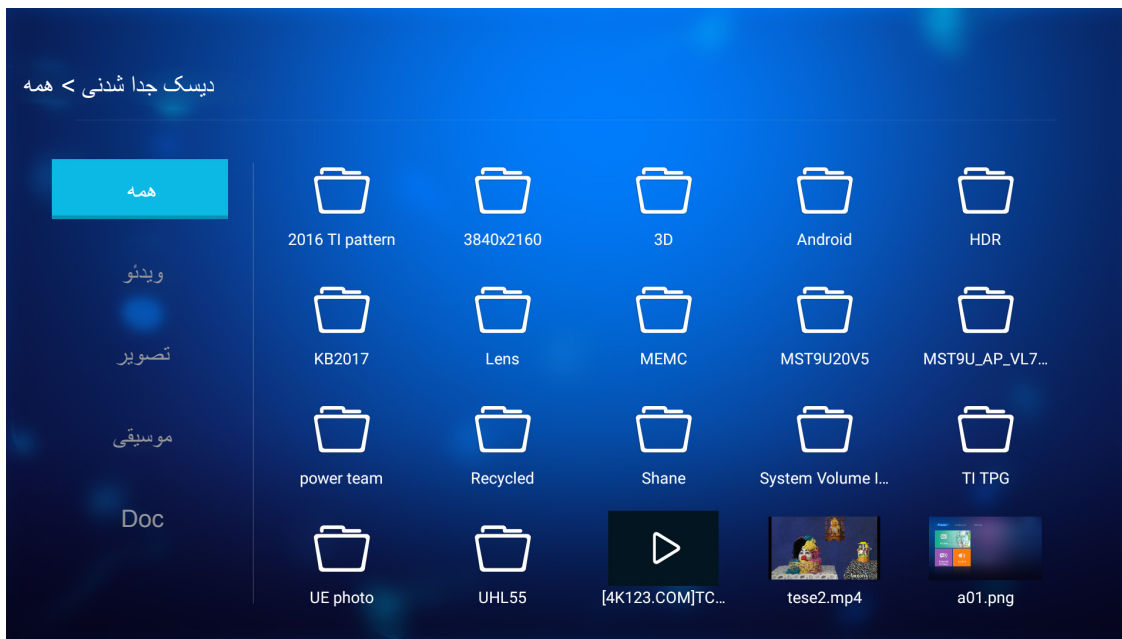 دیسک جدا شدنی > همه
همه
ویدئو
تصویر
موسیقی
Doc
2016 TI pattern
3840x2160
3D
Android
HDR
KB2017
Lens
MEMC
MST9U20V5
MST9U_AP_VL7...
power team
Recycled
Shane
System Volume I...
TI TPG
UE photo
UHL55
[4K123.COM]TC...
tese2.mp4
a01.png